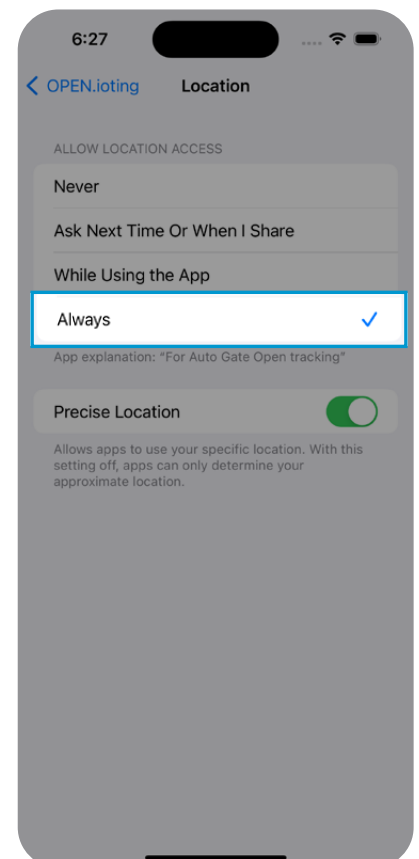 6:27
OPEN.ioting
Location
ALLOW LOCATION ACCESS
Never
Ask Next Time Or When I Share
While Using the App
Always
App explanation: “For Auto Gate Open tracking”
Precise Location
Allows apps to use your specific location. With this
setting off, apps can only determine your
approximate location.